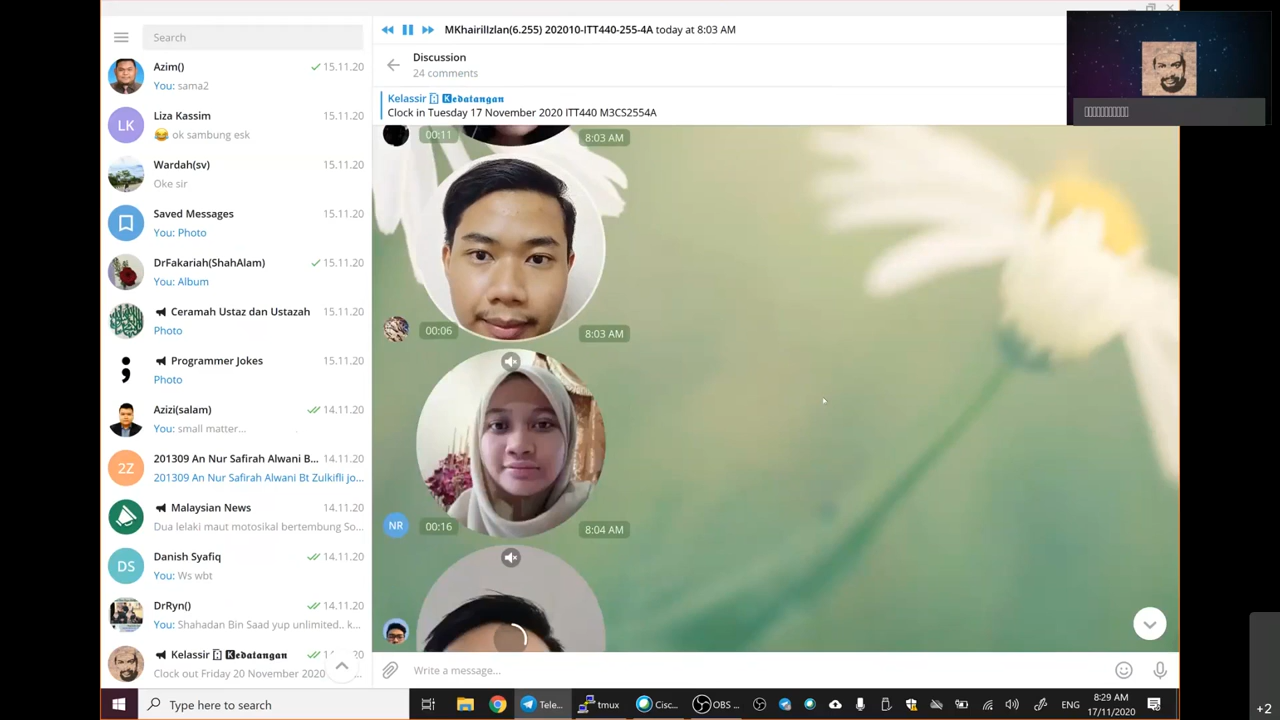 Search
Azim()
15.11.20
You: sama2
LK
Liza Kassim
15.11.20
😂 ok sambung esk
Wardah(sv)
15.11.20
Oke sir
Saved Messages
15.11.20
You: Photo
DrFakariah(ShahAlam)
15.11.20
You: Album
Ceramah Ustaz dan Ustazah
15.11.20
Photo
Programmer Jokes
15.11.20
Photo
Azizi(salam)
14.11.20
You: small matter...
2Z
201309 An Nur Safirah Alwani B...
14.11.20
201309 An Nur Safirah Alwani Bt Zulkifli jo...
Malaysian News
14.11.20
Dua lelaki maut motosikal bertembung So...
DS
Danish Syafiq
14.11.20
You: Ws wbt
DrRyn()
14.11.20
You: Shahadan Bin Saad yup unlimited.. k...
Kelassir 🚹 🅺𝖊𝖉𝖆𝖙𝖆𝖓𝖌𝖆𝖓
Clock out Friday 20 November 2020
MKhairilIzlan(6.255) 202010-ITT440-255-4A today at 8:03 AM
Discussion
24 comments
Kelassir 🚹 🅺𝖊𝖉𝖆𝖙𝖆𝖓𝖌𝖆𝖓
Clock in Tuesday 17 November 2020 ITT440 M3CS2554A
00:11
8:03 AM
00:06
8:03 AM
NR
00:16
8:04 AM
Write a message...
+2
Type here to search
Tele...
tmux
Cisc...
OBS ...
ENG
8:29 AM
17/11/2020